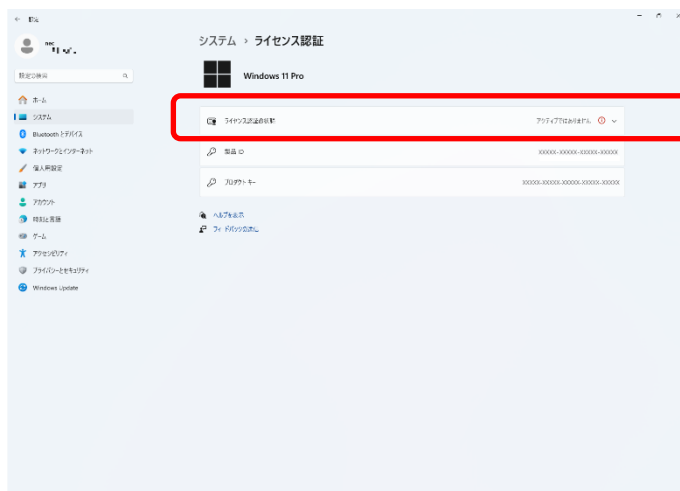 設定
システム › ライセンス認証
nec
設定の検索
Windows 11 Pro
ホーム
システム
ライセンス認証の状態
アクティブではありません
Bluetooth とデバイス
ネットワークとインターネット
製品 ID
XXXXX-XXXXX-XXXXX-XXXXX
個人用設定
アプリ
プロダクト キー
XXXXX-XXXXX-XXXXX-XXXXX-XXXXX
アカウント
時刻と言語
ヘルプを表示
ゲーム
フィードバックの送信
アクセシビリティ
プライバシーとセキュリティ
Windows Update